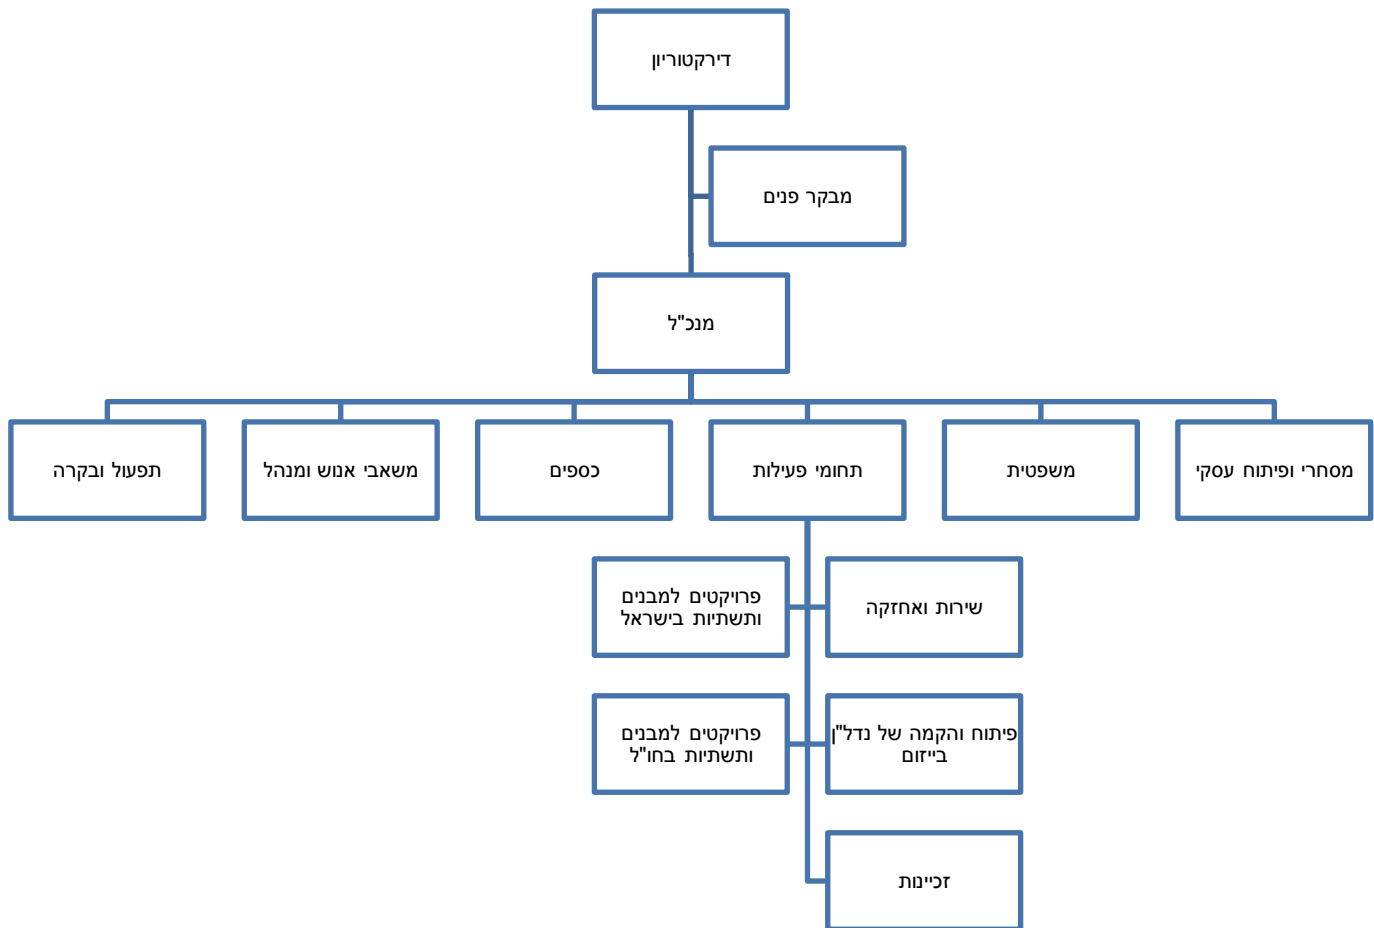 דירקטוריון
מבקר פנים
מנכ"ל
מסחרי ופיתוח עסקי
משפטית
תחומי פעילות
כספים
משאבי אנוש ומנהל
תפעול ובקרה
שירות ואחזקה
פרויקטים למבנים
ותשתיות בישראל
פיתוח והקמה של נדל"ן
בייזום
פרויקטים למבנים
ותשתיות בחו"ל
זכיינות